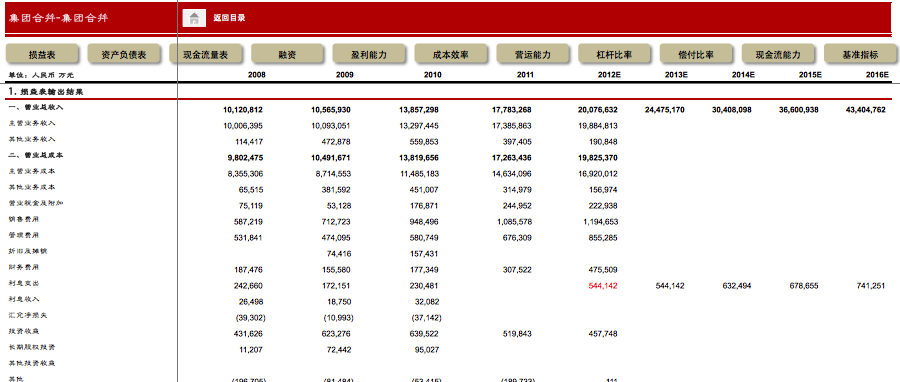 集团合并-集团合并 返回目录
损益表 资产负债表 现金流量表 融资 盈利能力 成本效率 营运能力 杠杆比率 偿付比率 现金流能力 基准指标
单位：人民币 万元 2008 2009 2010 2011 2012E 2013E 2014E 2015E 2016E
1. 损益表输出结果
一、营业总收入 10,120,812 10,565,930 13,857,298 17,783,268 20,076,632 24,475,170 30,408,098 36,600,938 43,404,762
主营业务收入 10,006,395 10,093,051 13,297,445 17,385,863 19,884,813
其他业务收入 114,417 472,878 559,853 397,405 190,848
二、营业总成本 9,802,475 10,491,671 13,819,656 17,263,436 19,825,370
主营业务成本 8,355,306 8,714,553 11,485,183 14,634,096 16,920,012
其他业务成本 65,515 381,592 451,007 314,979 156,974
营业税金及附加 75,119 53,128 176,871 244,952 222,938
销售费用 587,219 712,723 948,496 1,085,578 1,194,653
管理费用 531,841 474,095 580,749 676,309 855,285
折旧及摊销 74,416 157,431
财务费用 187,476 155,580 177,349 307,522 475,509
利息支出 242,660 172,151 230,481 544,142 544,142 632,494 678,655 741,251
利息收入 26,498 18,750 32,082
汇兑净损失 (39,302) (10,993) (37,142)
投资收益 431,626 623,276 639,522 519,843 457,748
长期股权投资 11,207 72,442 95,027
其他投资收益
其他 (196,705) (81,484) (53,415) (189,733) 111